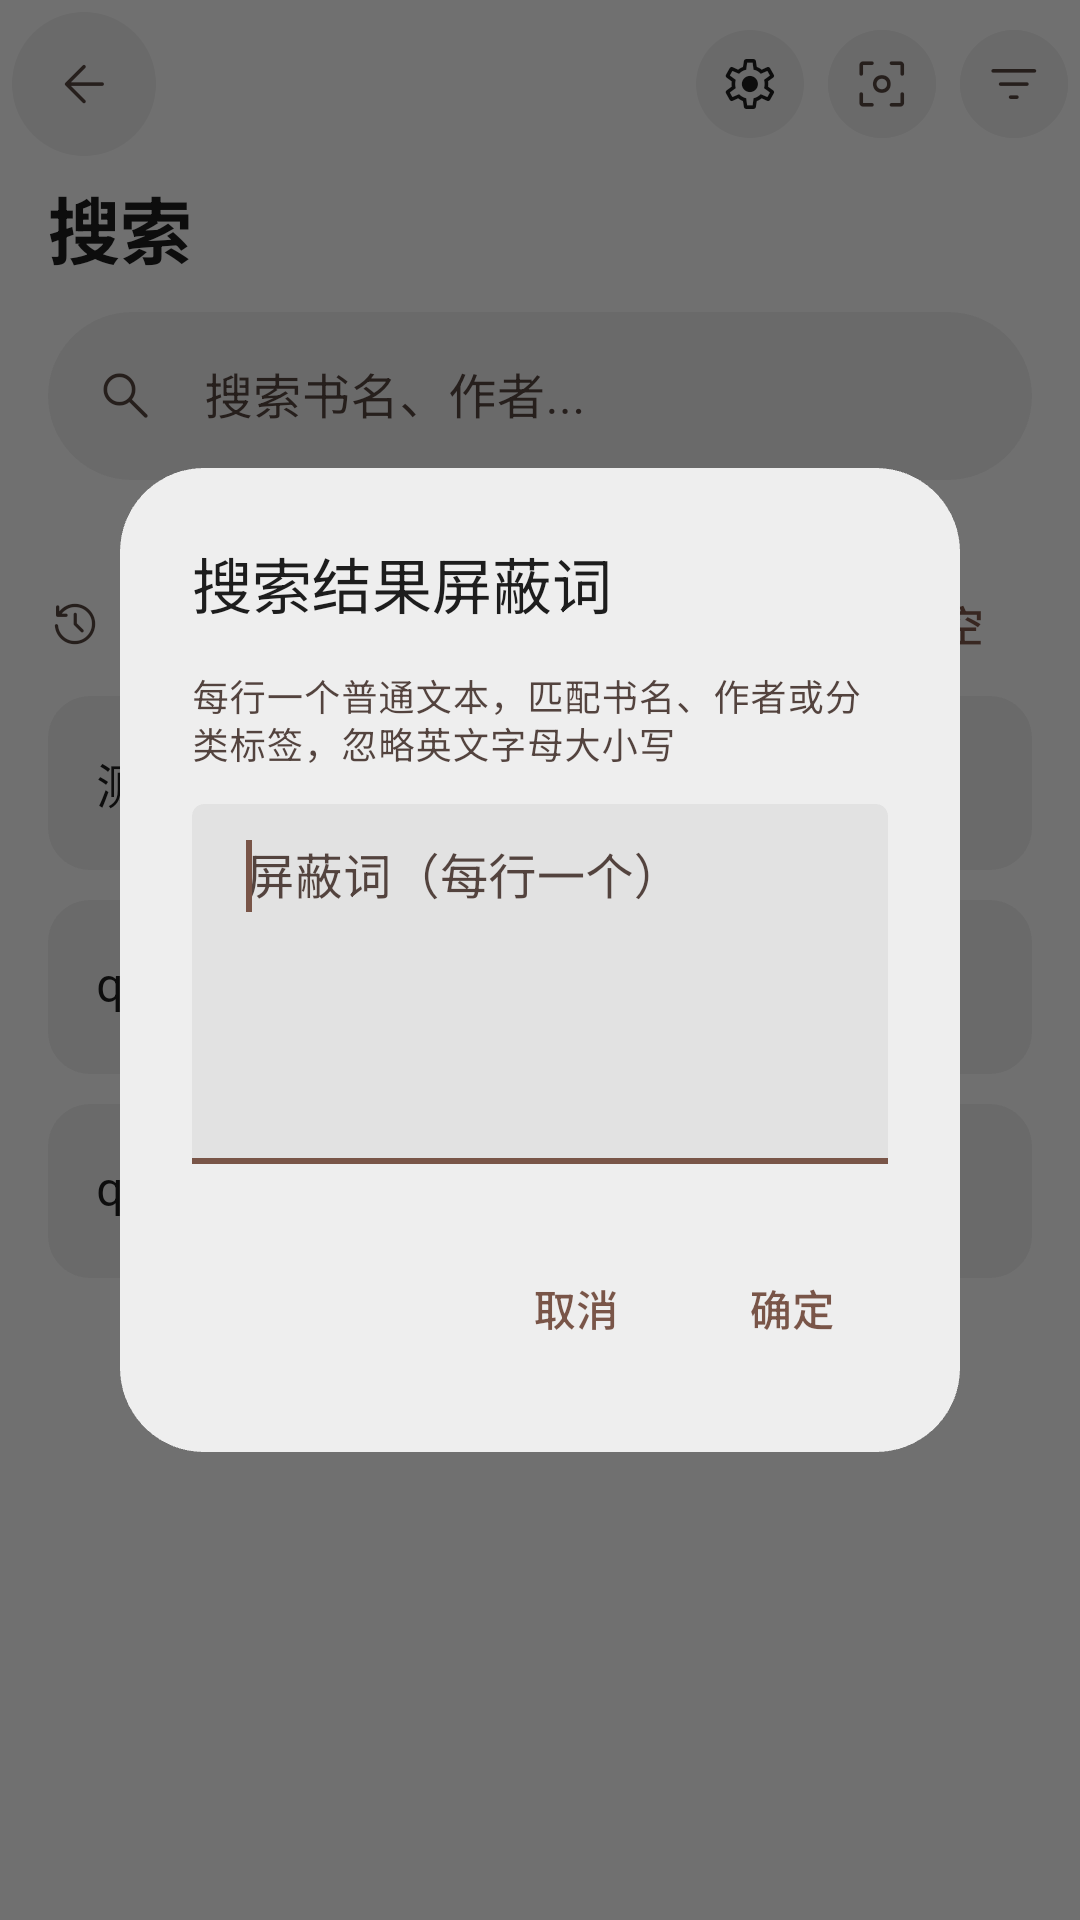 搜索
搜索书名、作者...
搜索结果屏蔽词
空
每行一个普通文本，匹配书名、作者或分
类标签，忽略英文字母大小写
屏蔽词（每行一个）
q
q
取消
确定